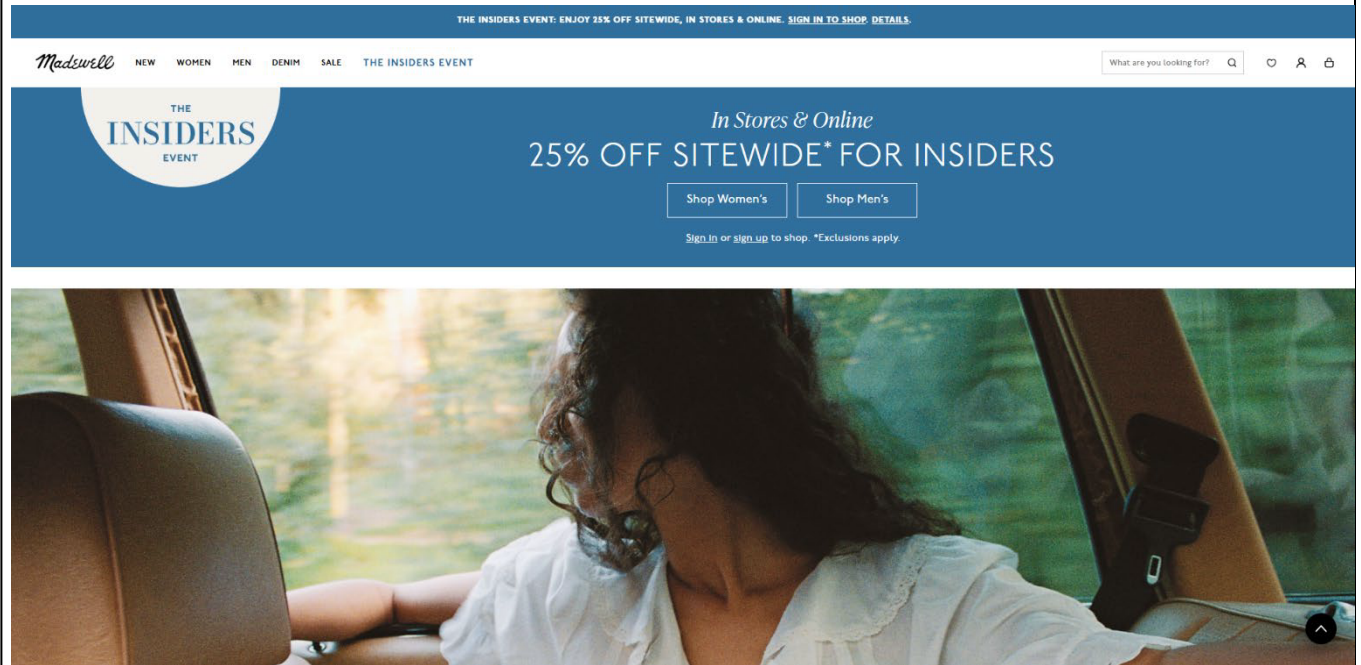 THE INSIDERS EVENT: ENJOY 25% OFF SITEWIDE, IN STORES & ONLINE. SIGN IN TO SHOP. DETAILS.
Madewell NEW WOMEN MEN DENIM SALE THE INSIDERS EVENT What are you looking for?
THE
INSIDERS
EVENT
In Stores & Online
25% OFF SITEWIDE* FOR INSIDERS
Shop Women's Shop Men's
Sign in or sign up to shop. *Exclusions apply.